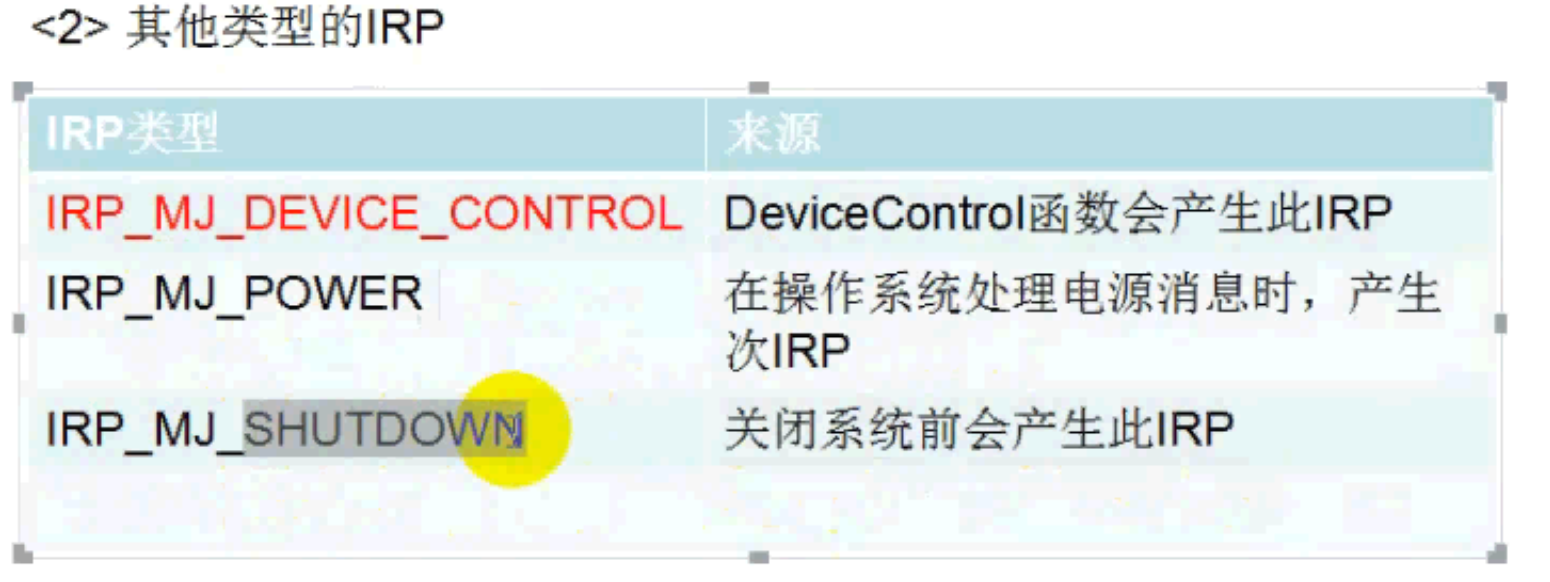 <2> 其他类型的IRP
IRP类型 来源
IRP_MJ_DEVICE_CONTROL DeviceControl函数会产生此IRP
IRP_MJ_POWER 在操作系统处理电源消息时，产生
次IRP
IRP_MJ_SHUTDOWN 关闭系统前会产生此IRP